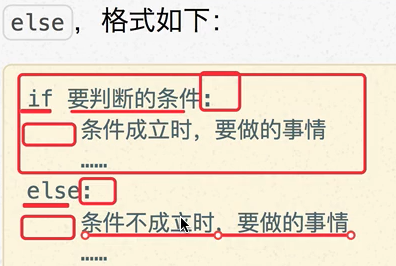 else，格式如下：
if 要判断的条件:
条件成立时，要做的事情
……
else:
条件不成立时，要做的事情
……